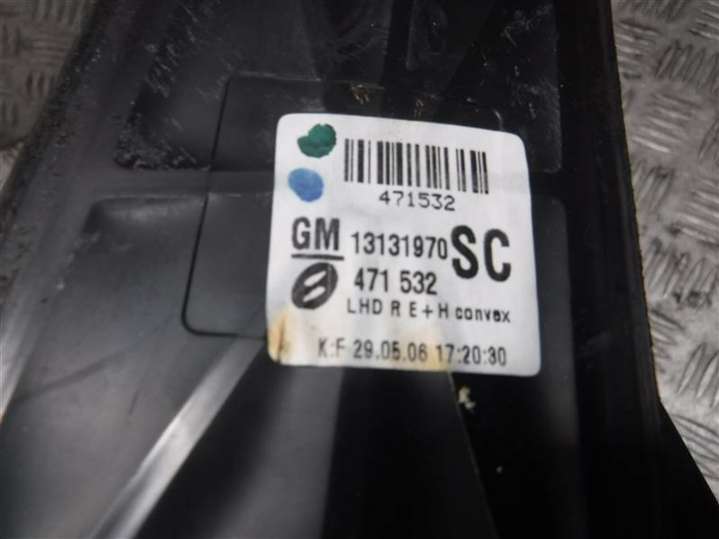 471532
GM 13131970 SC
471 532
LHD R E+H convex
K:F 29.05.06 17:20:30